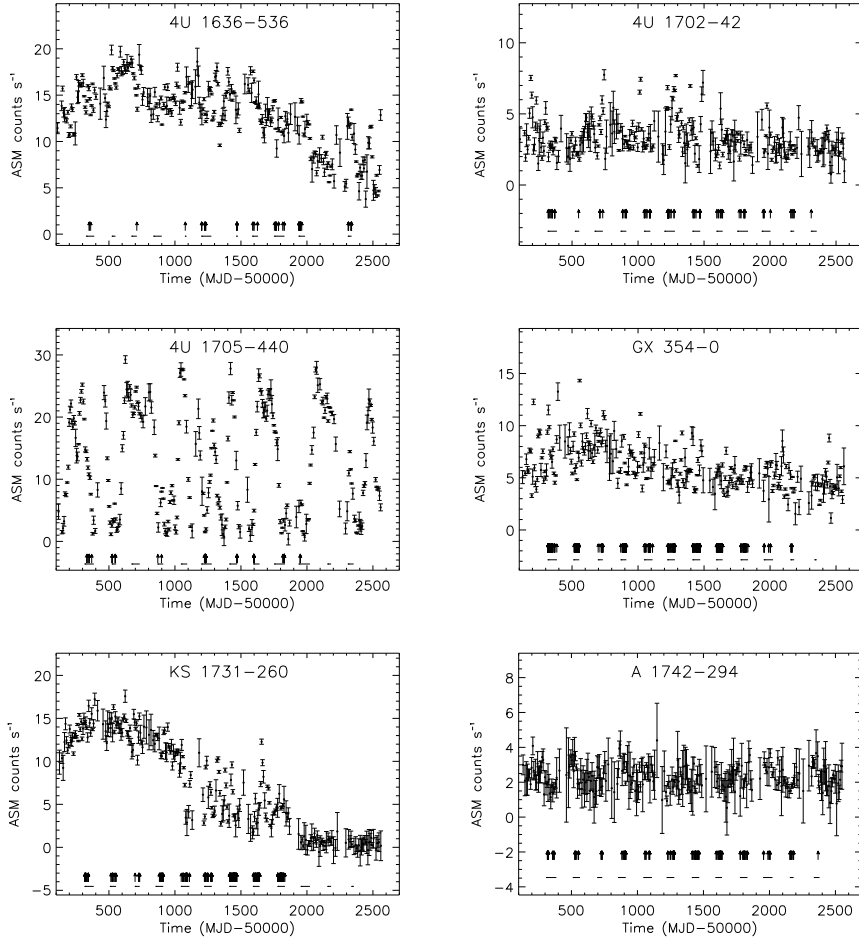 4U 1636−536
20
15
10
5
0
ASM counts s⁻¹
500 1000 1500 2000 2500
Time (MJD−50000)
4U 1702−42
10
5
0
ASM counts s⁻¹
500 1000 1500 2000 2500
Time (MJD−50000)
4U 1705−440
30
20
10
0
ASM counts s⁻¹
500 1000 1500 2000 2500
Time (MJD−50000)
GX 354−0
15
10
5
0
ASM counts s⁻¹
500 1000 1500 2000 2500
Time (MJD−50000)
KS 1731−260
20
15
10
5
0
−5
ASM counts s⁻¹
500 1000 1500 2000 2500
Time (MJD−50000)
A 1742−294
8
6
4
2
0
−2
−4
ASM counts s⁻¹
500 1000 1500 2000 2500
Time (MJD−50000)